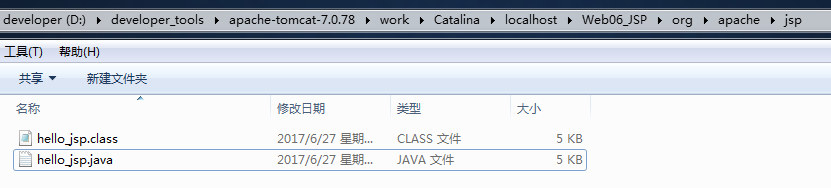 developer (D:) ▸ developer_tools ▸ apache-tomcat-7.0.78 ▸ work ▸ Catalina ▸ localhost ▸ Web06_JSP ▸ org ▸ apache ▸ jsp
工具(T) 帮助(H)
共享 新建文件夹
名称 修改日期 类型 大小
hello_jsp.class 2017/6/27 星期... CLASS 文件 5 KB
hello_jsp.java 2017/6/27 星期... JAVA 文件 5 KB